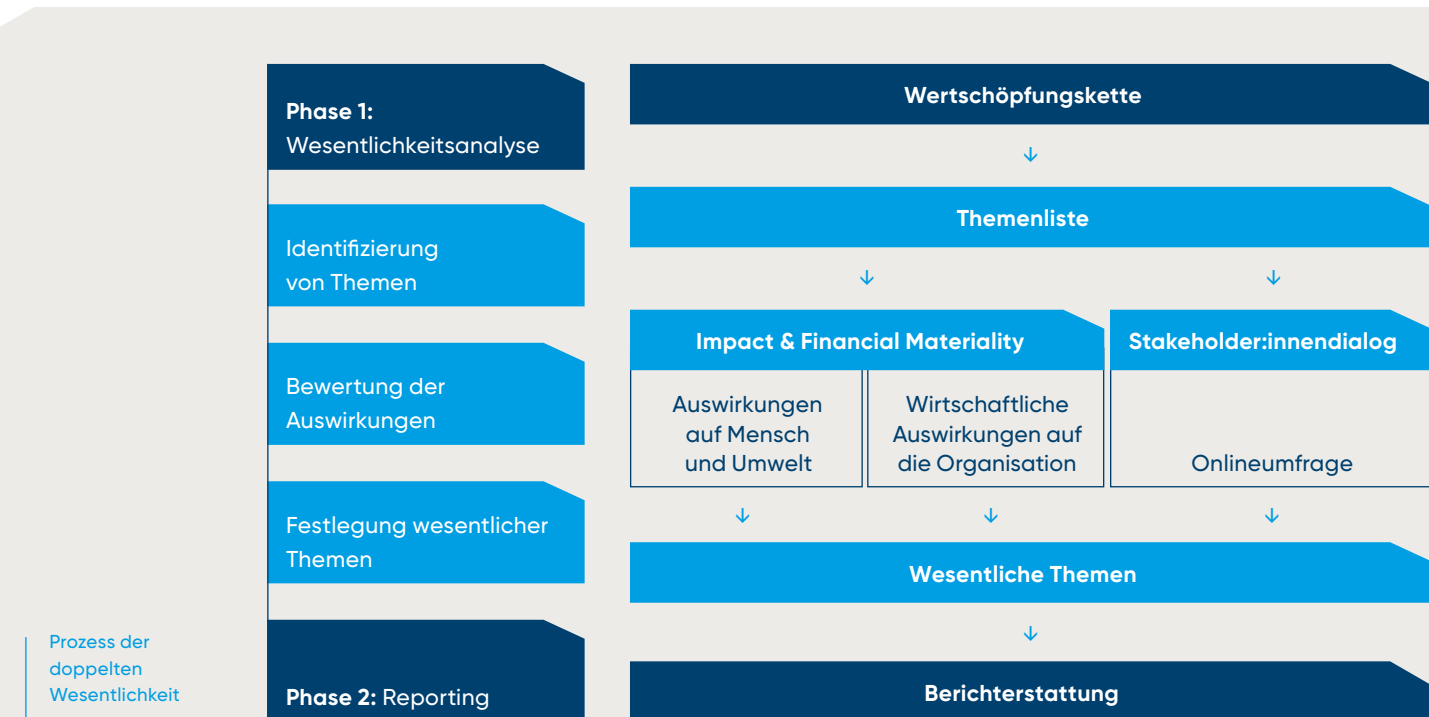 Phase 1:
Wesentlichkeitsanalyse
Identifizierung
von Themen
Bewertung der
Auswirkungen
Festlegung wesentlicher
Themen
Phase 2: Reporting
Wertschöpfungskette
↓
Themenliste
↓ ↓
Impact & Financial Materiality
Auswirkungen
auf Mensch
und Umwelt
Wirtschaftliche
Auswirkungen auf
die Organisation
Stakeholder:innendialog
Onlineumfrage
↓ ↓ ↓
Wesentliche Themen
↓
Berichterstattung
Prozess der
doppelten
Wesentlichkeit